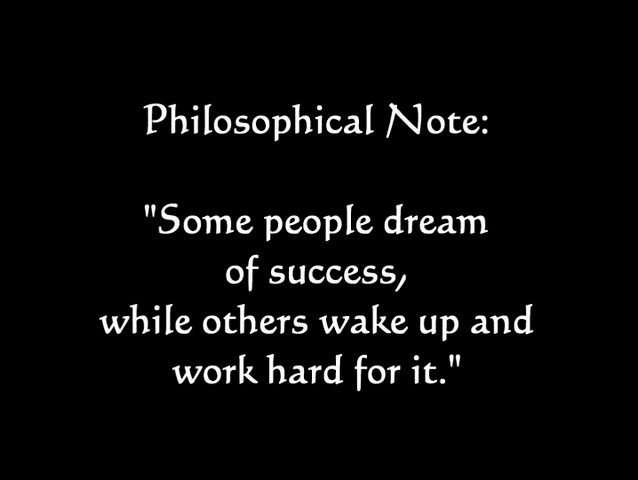 Philosophical Note:
"Some people dream
of success,
while others wake up and
work hard for it."